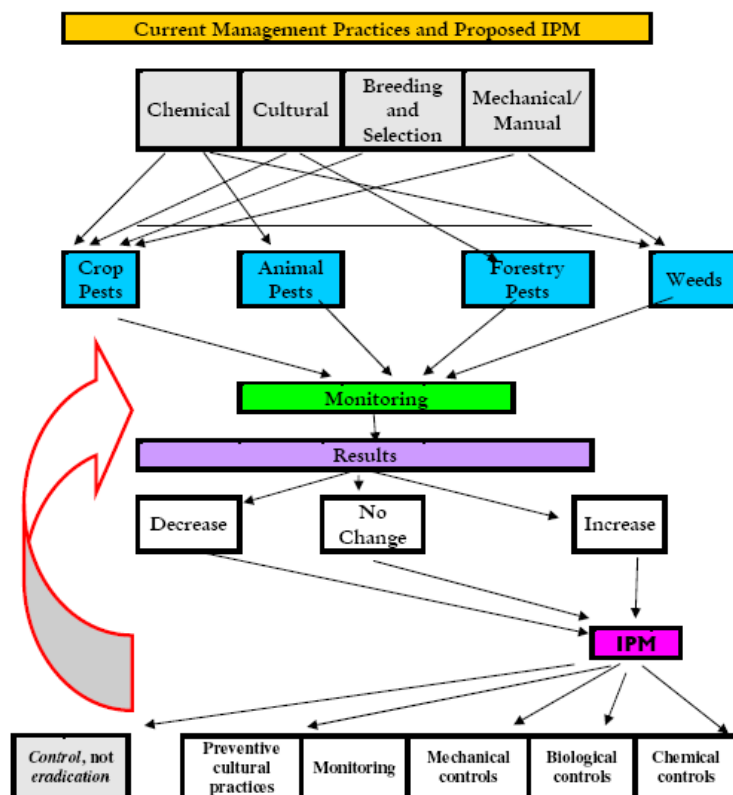 Current Management Practices and Proposed IPM
Chemical
Cultural
Breeding
and
Selection
Mechanical/
Manual
Crop
Pests
Animal
Pests
Forestry
Pests
Weeds
Monitoring
Results
Decrease
No
Change
Increase
IPM
Control, not
eradication
Preventive
cultural
practices
Monitoring
Mechanical
controls
Biological
controls
Chemical
controls